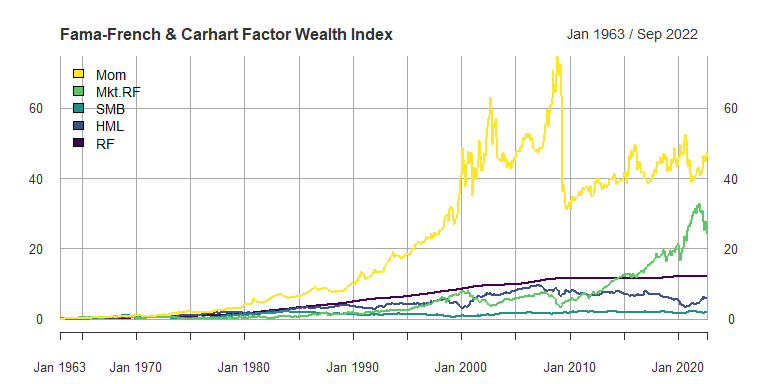 Fama-French & Carhart Factor Wealth Index
Jan 1963 / Sep 2022
Mom
Mkt.RF
SMB
HML
RF
60
60
40
40
20
20
0
0
Jan 1963
Jan 1970
Jan 1980
Jan 1990
Jan 2000
Jan 2010
Jan 2020